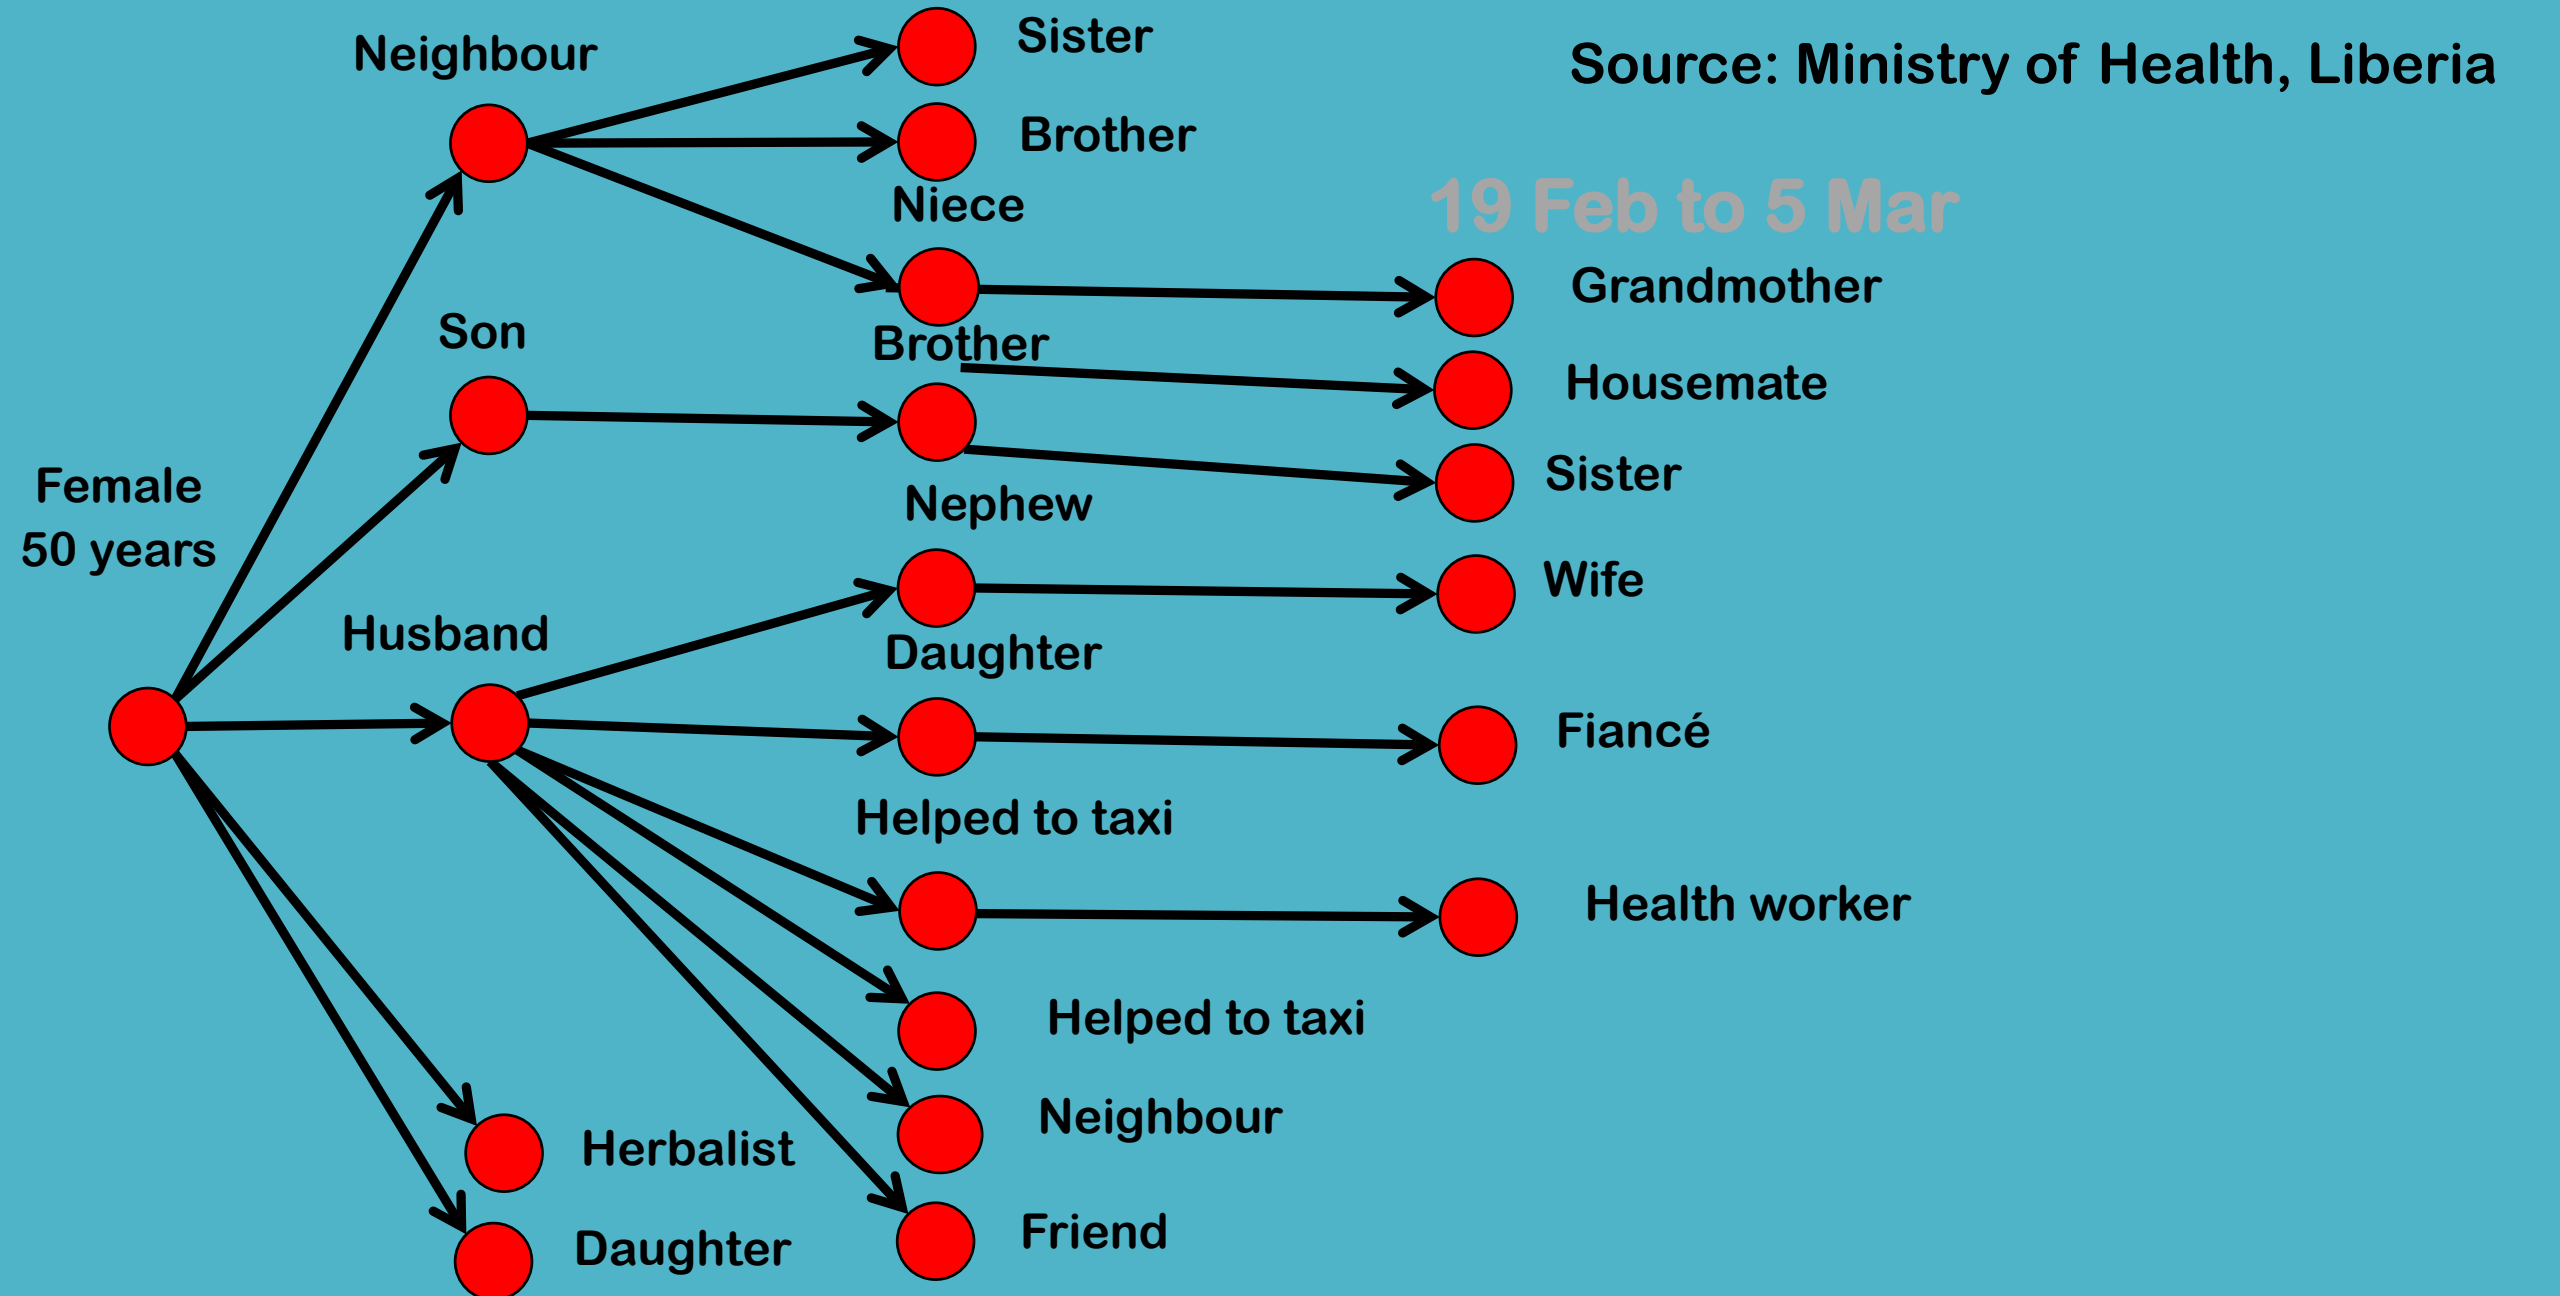 Sister
Neighbour
Source: Ministry of Health, Liberia
Brother
Niece
19 Feb to 5 Mar
Grandmother
Son
Brother
Housemate
Female
50 years
Sister
Nephew
Wife
Husband
Daughter
Fiancé
Helped to taxi
Health worker
Helped to taxi
Neighbour
Herbalist
Friend
Daughter